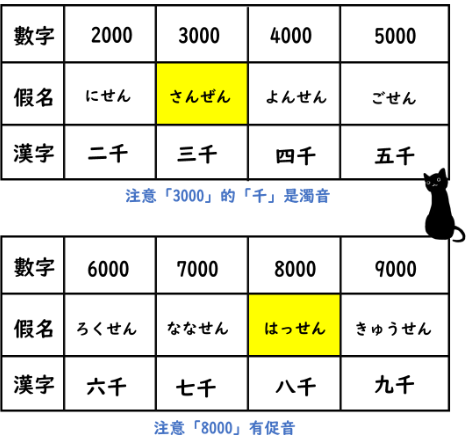 數字 2000 3000 4000 5000
假名 にせん さんぜん よんせん ごせん
漢字 二千 三千 四千 五千
注意「3000」的「千」是濁音
數字 6000 7000 8000 9000
假名 ろくせん ななせん はっせん きゅうせん
漢字 六千 七千 八千 九千
注意「8000」有促音